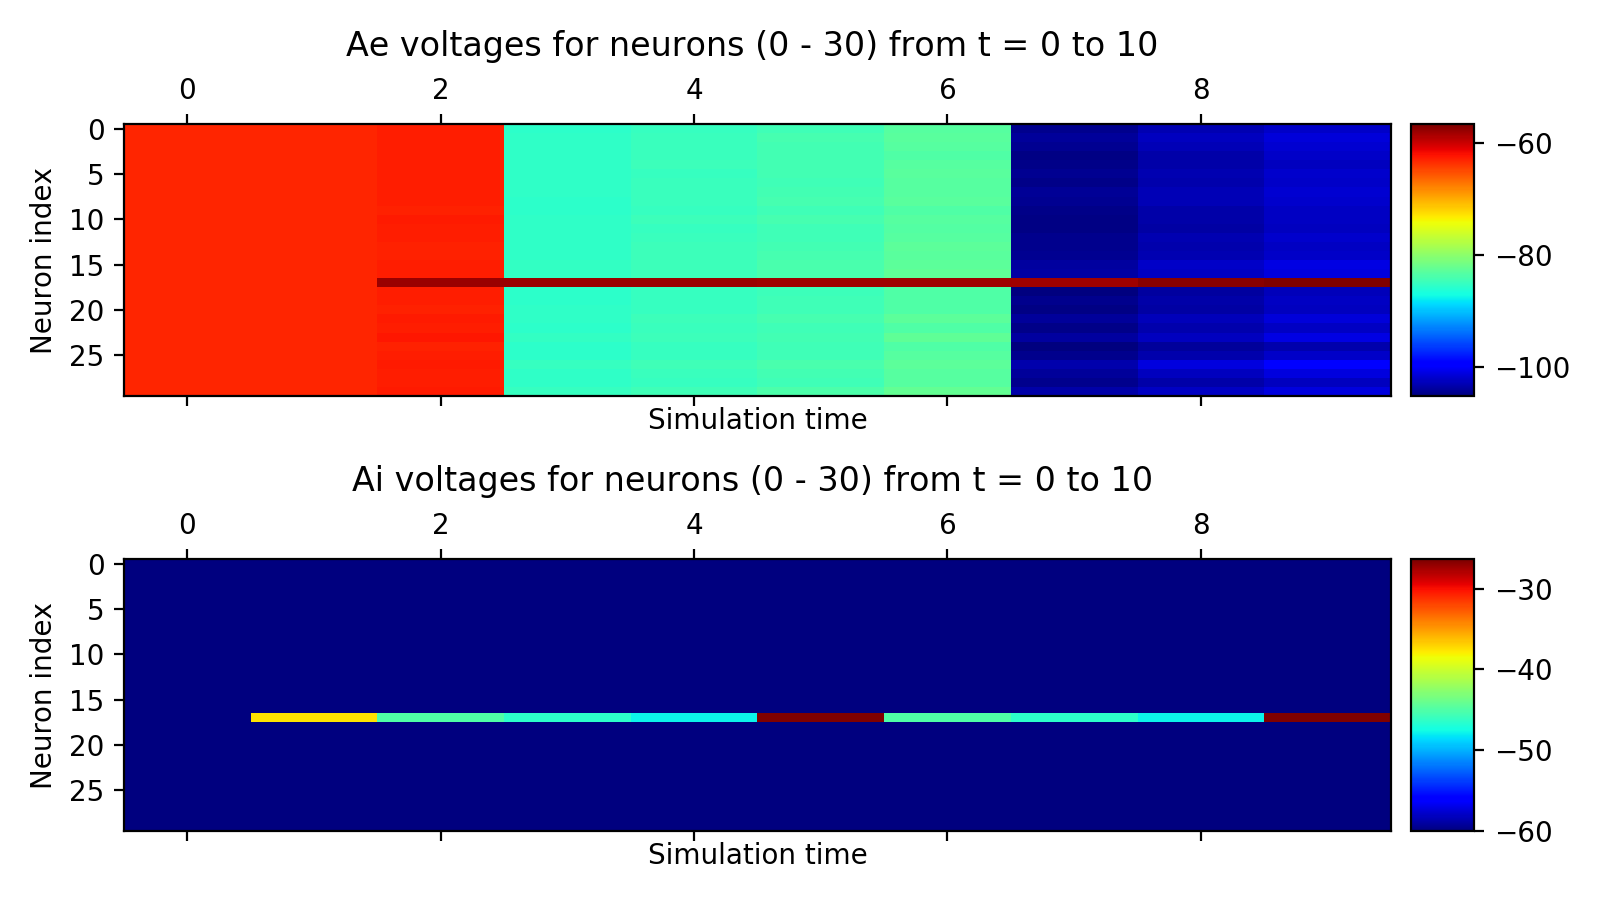 Ae voltages for neurons (0 - 30) from t = 0 to 10
0 2 4 6 8
Neuron index
0
5
10
15
20
25
−60
−80
−100
Simulation time
Ai voltages for neurons (0 - 30) from t = 0 to 10
0 2 4 6 8
Neuron index
0
5
10
15
20
25
−30
−40
−50
−60
Simulation time